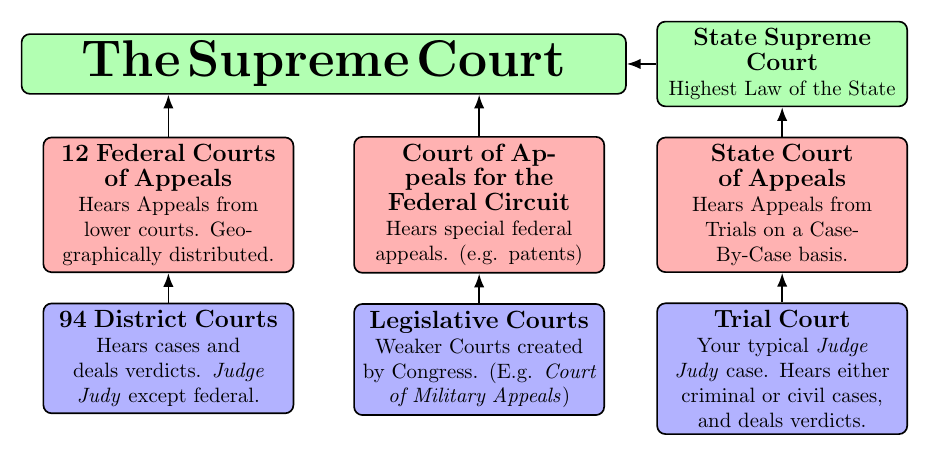 The Supreme Court
State Supreme
Court
Highest Law of the State
12 Federal Courts
of Appeals
Hears Appeals from
lower courts. Geo-
graphically distributed.
Court of Ap-
peals for the
Federal Circuit
Hears special federal
appeals. (e.g. patents)
State Court
of Appeals
Hears Appeals from
Trials on a Case-
By-Case basis.
94 District Courts
Hears cases and
deals verdicts. Judge
Judy except federal.
Legislative Courts
Weaker Courts created
by Congress. (E.g. Court
of Military Appeals)
Trial Court
Your typical Judge
Judy case. Hears either
criminal or civil cases,
and deals verdicts.